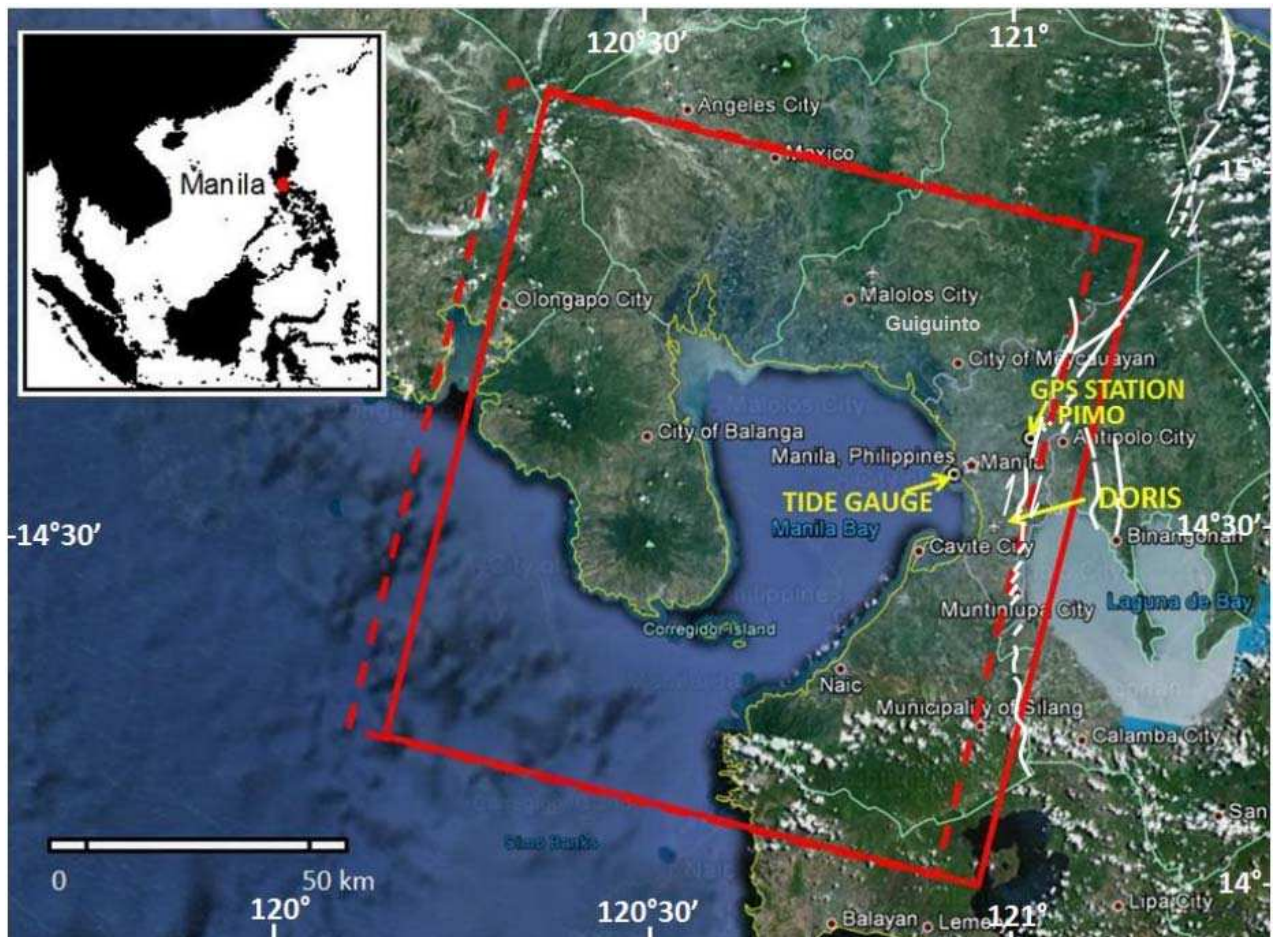 120°30’
121°
Angeles City
Mexico
15°
Manila
Olongapo City
Malolos City
Guiguinto
City of Meycauayan
GPS STATION
PIMO
Malolos City
City of Balanga
Antipolo City
Manila, Philippines
Manila
TIDE GAUGE
DORIS
Manila Bay
14°30’
14°30’
Cavite City
Binangonan
Muntinlupa City
Laguna de Bay
Corregidor Island
Naic
Municipality of Silang
Calamba City
San
0
50 km
14°
120°
120°30’
121°
Balayan
Lipa City